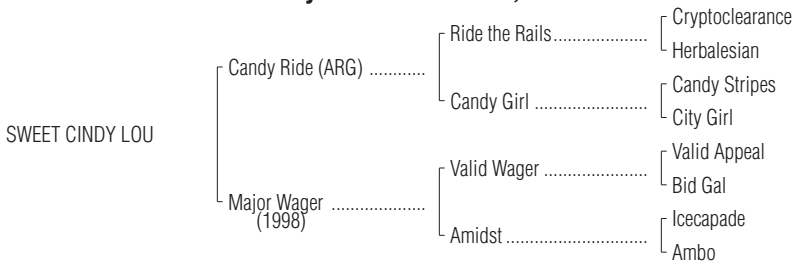 Cryptoclearance
Ride the Rails
Herbalesian
Candy Ride (ARG)
Candy Stripes
Candy Girl
City Girl
SWEET CINDY LOU
Valid Appeal
Valid Wager
Bid Gal
Major Wager
(1998)
Icecapade
Amidst
Ambo